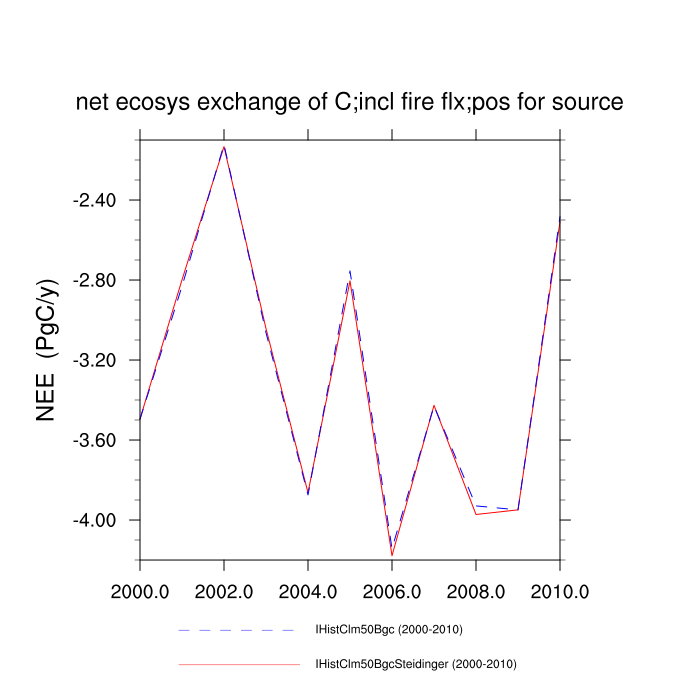 net ecosys exchange of C;incl fire flx;pos for source
NEE (PgC/y)
-2.40
-2.80
-3.20
-3.60
-4.00
2000.0 2002.0 2004.0 2006.0 2008.0 2010.0
IHistClm50Bgc (2000-2010)
IHistClm50BgcSteidinger (2000-2010)